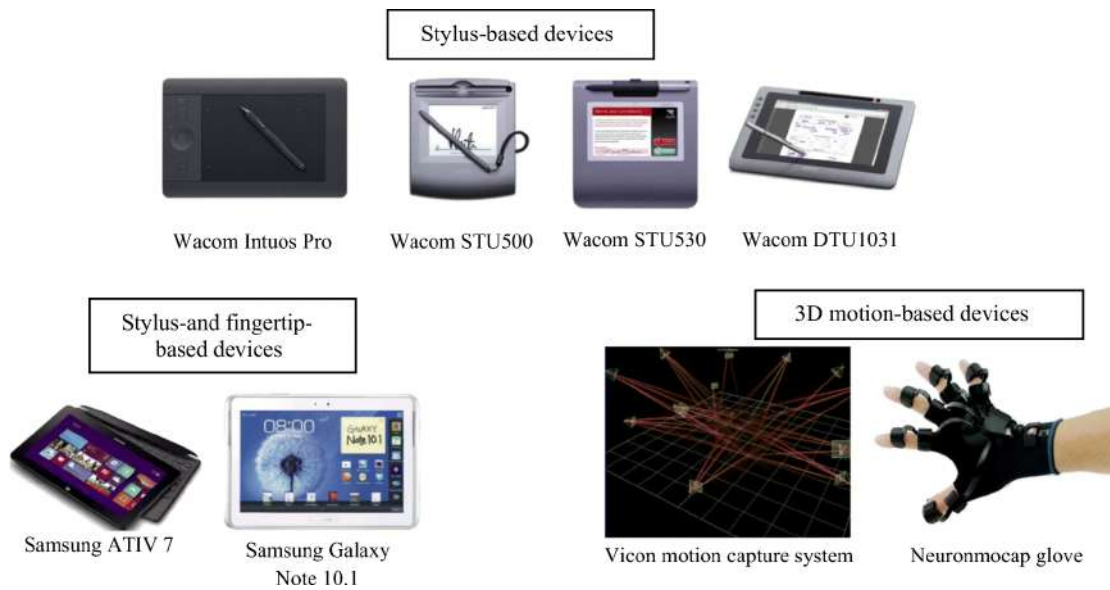 Stylus-based devices
Wacom Intuos Pro
Wacom STU500
Wacom STU530
Wacom DTU1031
Stylus-and fingertip-
based devices
3D motion-based devices
08:00
GALAXY
Note 10.1
Samsung ATIV 7
Samsung Galaxy
Note 10.1
Vicon motion capture system
Neuronmocap glove